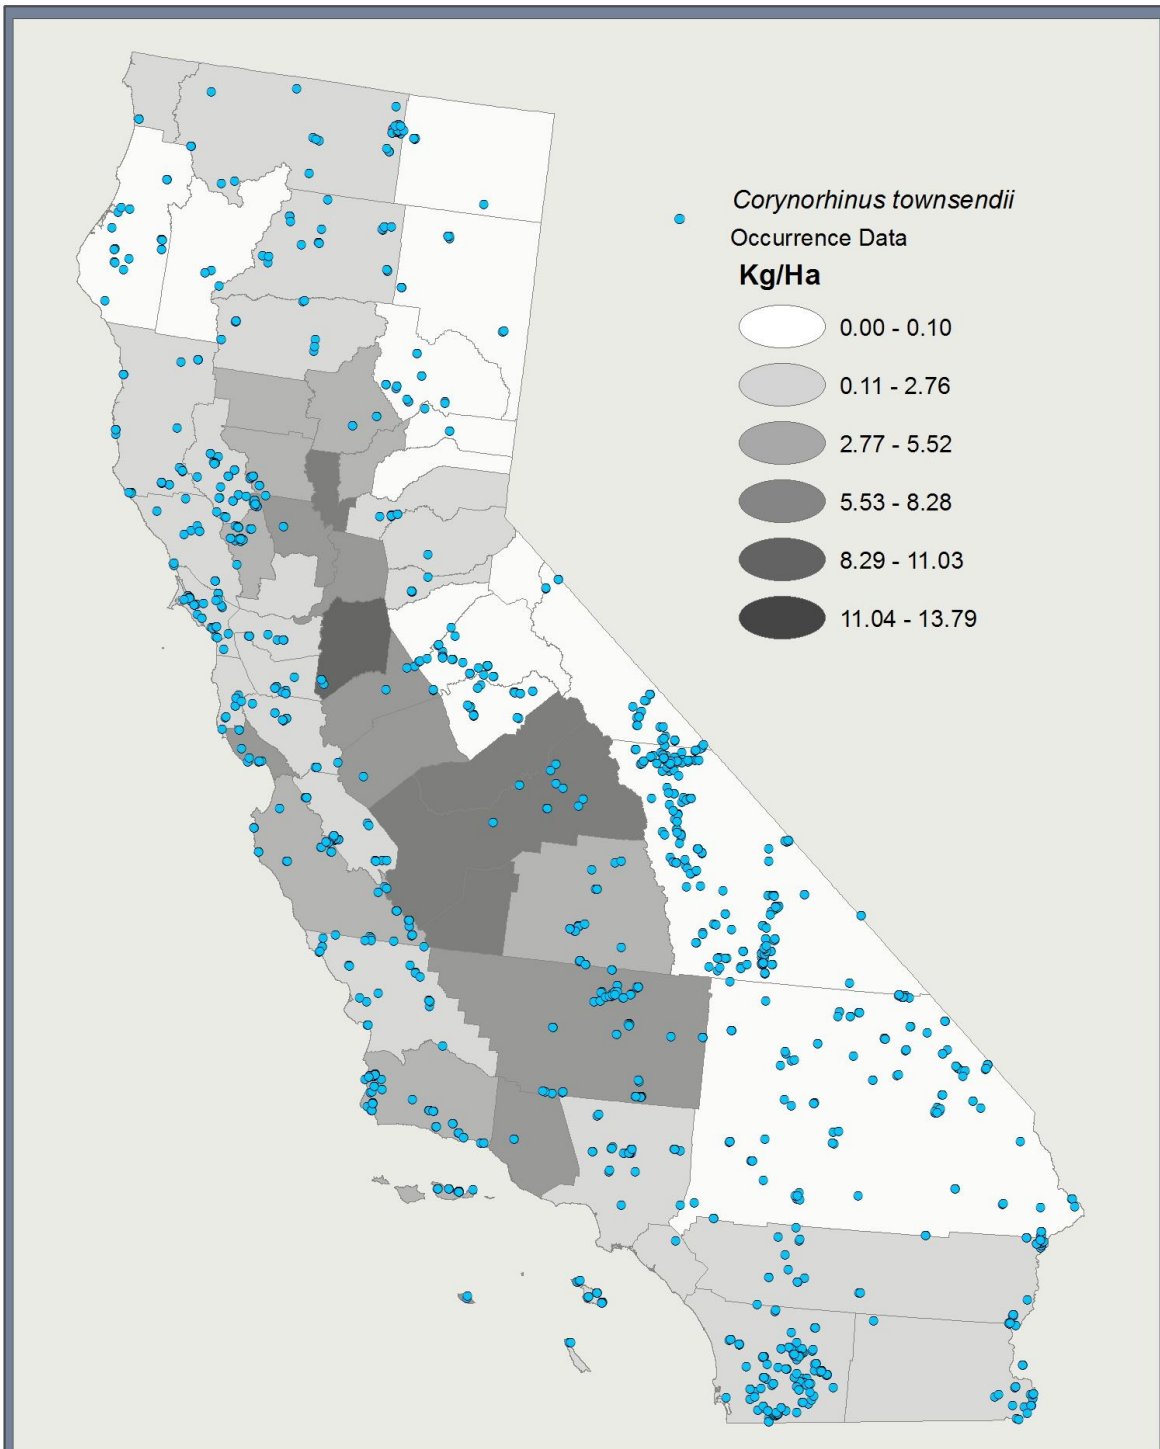 Corynorhinus townsendii
Occurrence Data
Kg/Ha
0.00 - 0.10
0.11 - 2.76
2.77 - 5.52
5.53 - 8.28
8.29 - 11.03
11.04 - 13.79